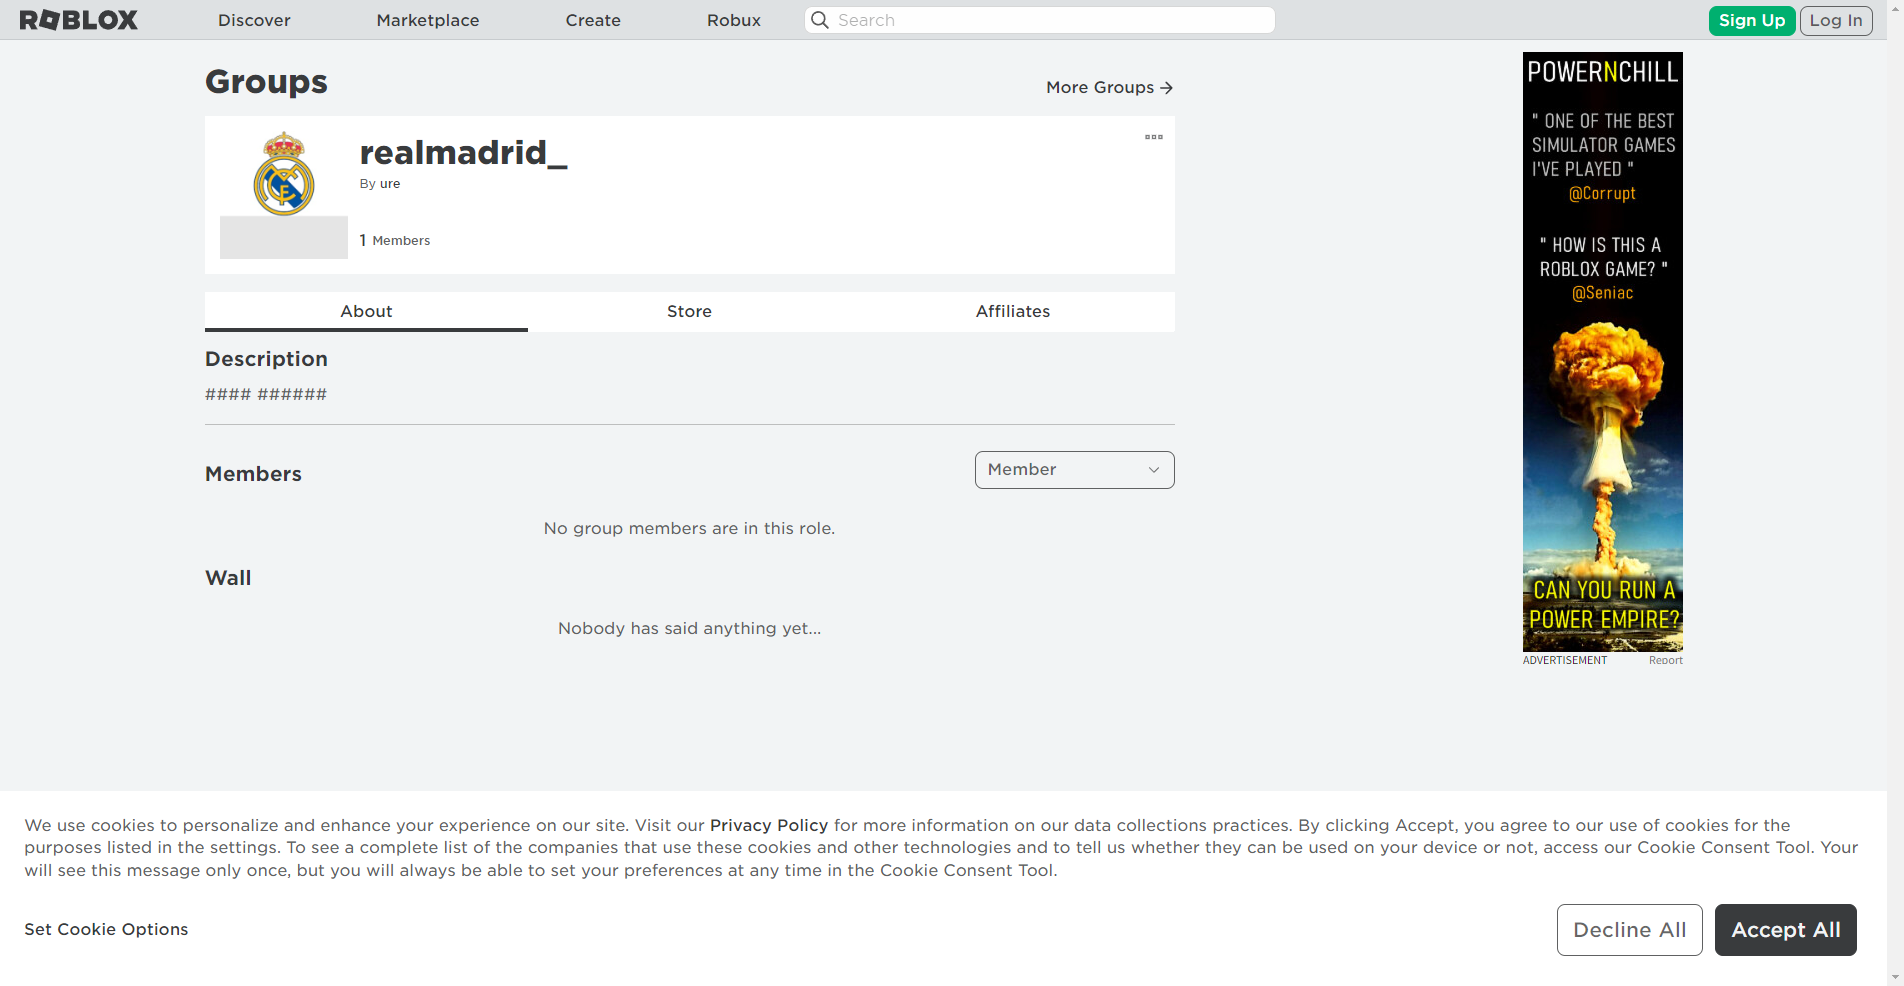 ROBLOX Discover Marketplace Create Robux Search Sign Up Log In
Groups
More Groups
realmadrid_
By ure
1 Members
About Store Affiliates
Description
#### ######
Members
Member
No group members are in this role.
Wall
Nobody has said anything yet...
POWERNCHILL
" ONE OF THE BEST
SIMULATOR GAMES
I'VE PLAYED "
@Corrupt
" HOW IS THIS A
ROBLOX GAME? "
@Seniac
CAN YOU RUN A
POWER EMPIRE?
ADVERTISEMENT Report
We use cookies to personalize and enhance your experience on our site. Visit our Privacy Policy for more information on our data collections practices. By clicking Accept, you agree to our use of cookies for the
purposes listed in the settings. To see a complete list of the companies that use these cookies and other technologies and to tell us whether they can be used on your device or not, access our Cookie Consent Tool. Your
will see this message only once, but you will always be able to set your preferences at any time in the Cookie Consent Tool.
Set Cookie Options
Decline All Accept All